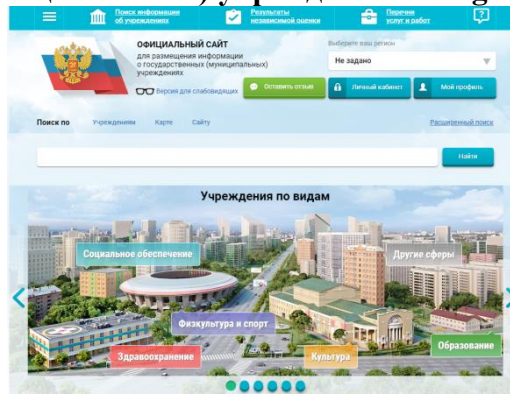 Поиск информации
об учреждениях
Результаты
независимой оценки
Перечни
услуг и работ
ОФИЦИАЛЬНЫЙ САЙТ
для размещения информации
о государственных (муниципальных)
учреждениях
Версия для слабовидящих
Оставить отзыв
Выберите ваш регион
Не задано
Личный кабинет
Мой профиль
Поиск по
Учреждениям
Карте
Сайту
Расширенный поиск
Найти
Учреждения по видам
Социальное обеспечение
Другие сферы
Физкультура и спорт
Здравоохранение
Культура
Образование